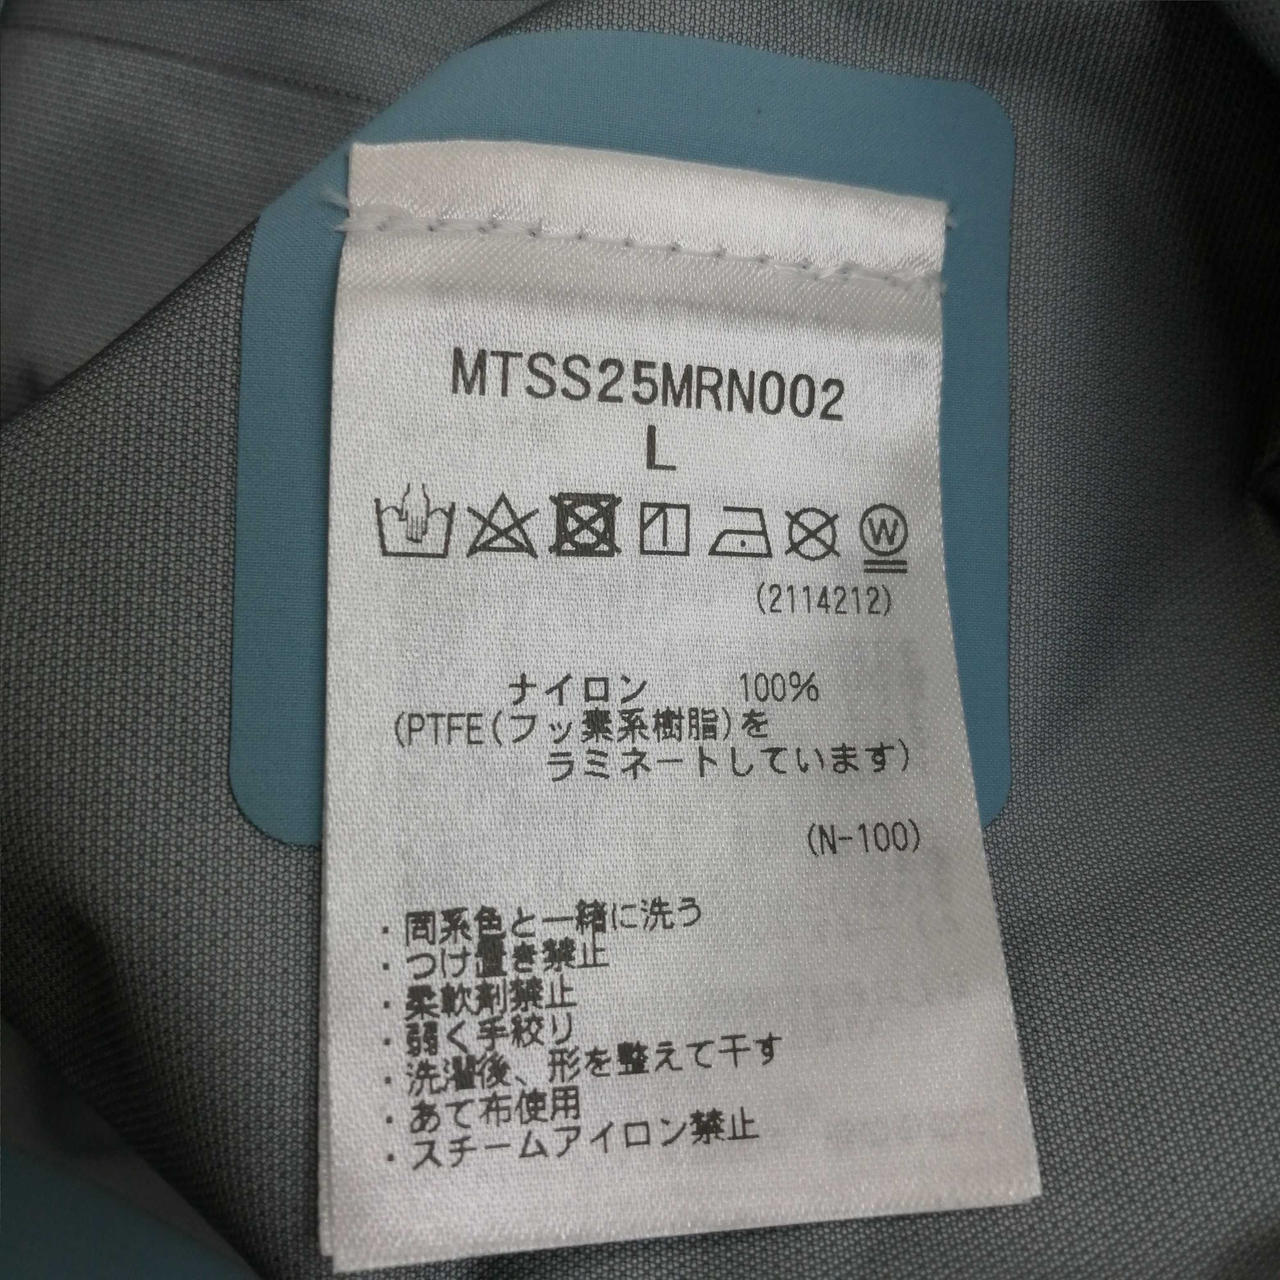 MTSS25MRN002
L
W
(2114212)
ナイロン 100%
(PTFE(フッ素系樹脂)を
ラミネートしています)
(N-100)
・同系色と一緒に洗う
・つけ置き禁止
・柔軟剤禁止
・弱く手絞り
・洗濯後、形を整えて干す
・あて布使用
・スチームアイロン禁止